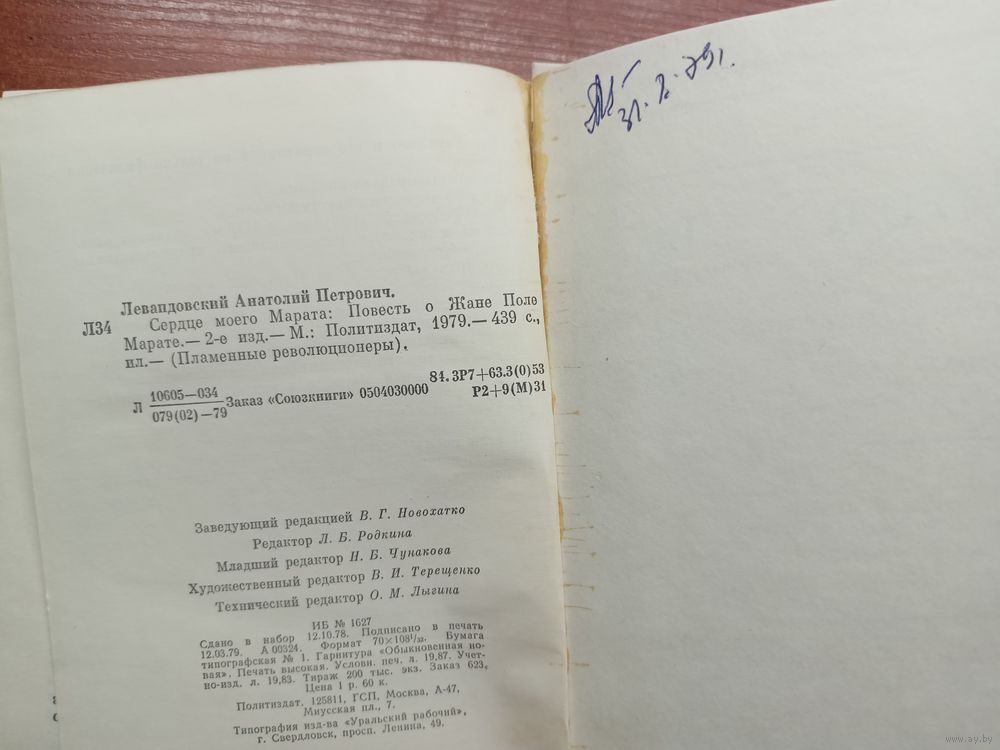 Левандовский Анатолий Петрович.
Л34 Сердце моего Марата: Повесть о Жане Поле
Марате.— 2-е изд.— М.: Политиздат, 1979.— 439 с.,
ил.— (Пламенные революционеры).
Л 10605—034
079(02)—79 Заказ «Союзкниги» 0504030000
84.3Р7+63.3(0)53
Р2+9(М)31
Заведующий редакцией В. Г. Новохатко
Редактор Л. Б. Родкина
Младший редактор Н. Б. Чунакова
Художественный редактор В. И. Терещенко
Технический редактор О. М. Лыгина
ИБ № 1627
Сдано в набор 12.10.78. Подписано в печать
12.03.79. А 00324. Формат 70×108¹/₃₂. Бумага
типографская № 1. Гарнитура «Обыкновенная но-
вая». Печать высокая. Условн. печ. л. 19,87. Учет-
но-изд. л. 19,83. Тираж 200 тыс. экз. Заказ 623.
Цена 1 р. 60 к.
Политиздат. 125811, ГСП, Москва, А-47,
Миусская пл., 7.
Типография изд-ва «Уральский рабочий»,
г. Свердловск, просп. Ленина, 49.
www.ay.by